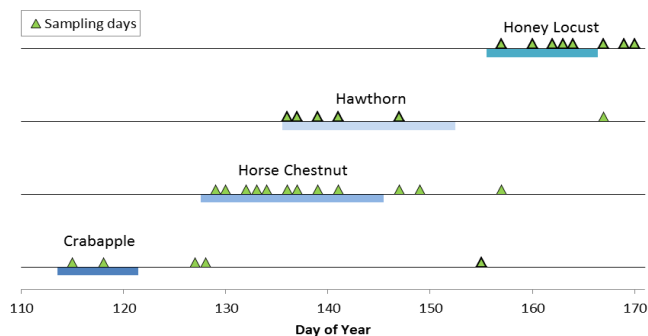 Sampling days
Honey Locust
Hawthorn
Horse Chestnut
Crabapple
110 120 130 140 150 160 170
Day of Year